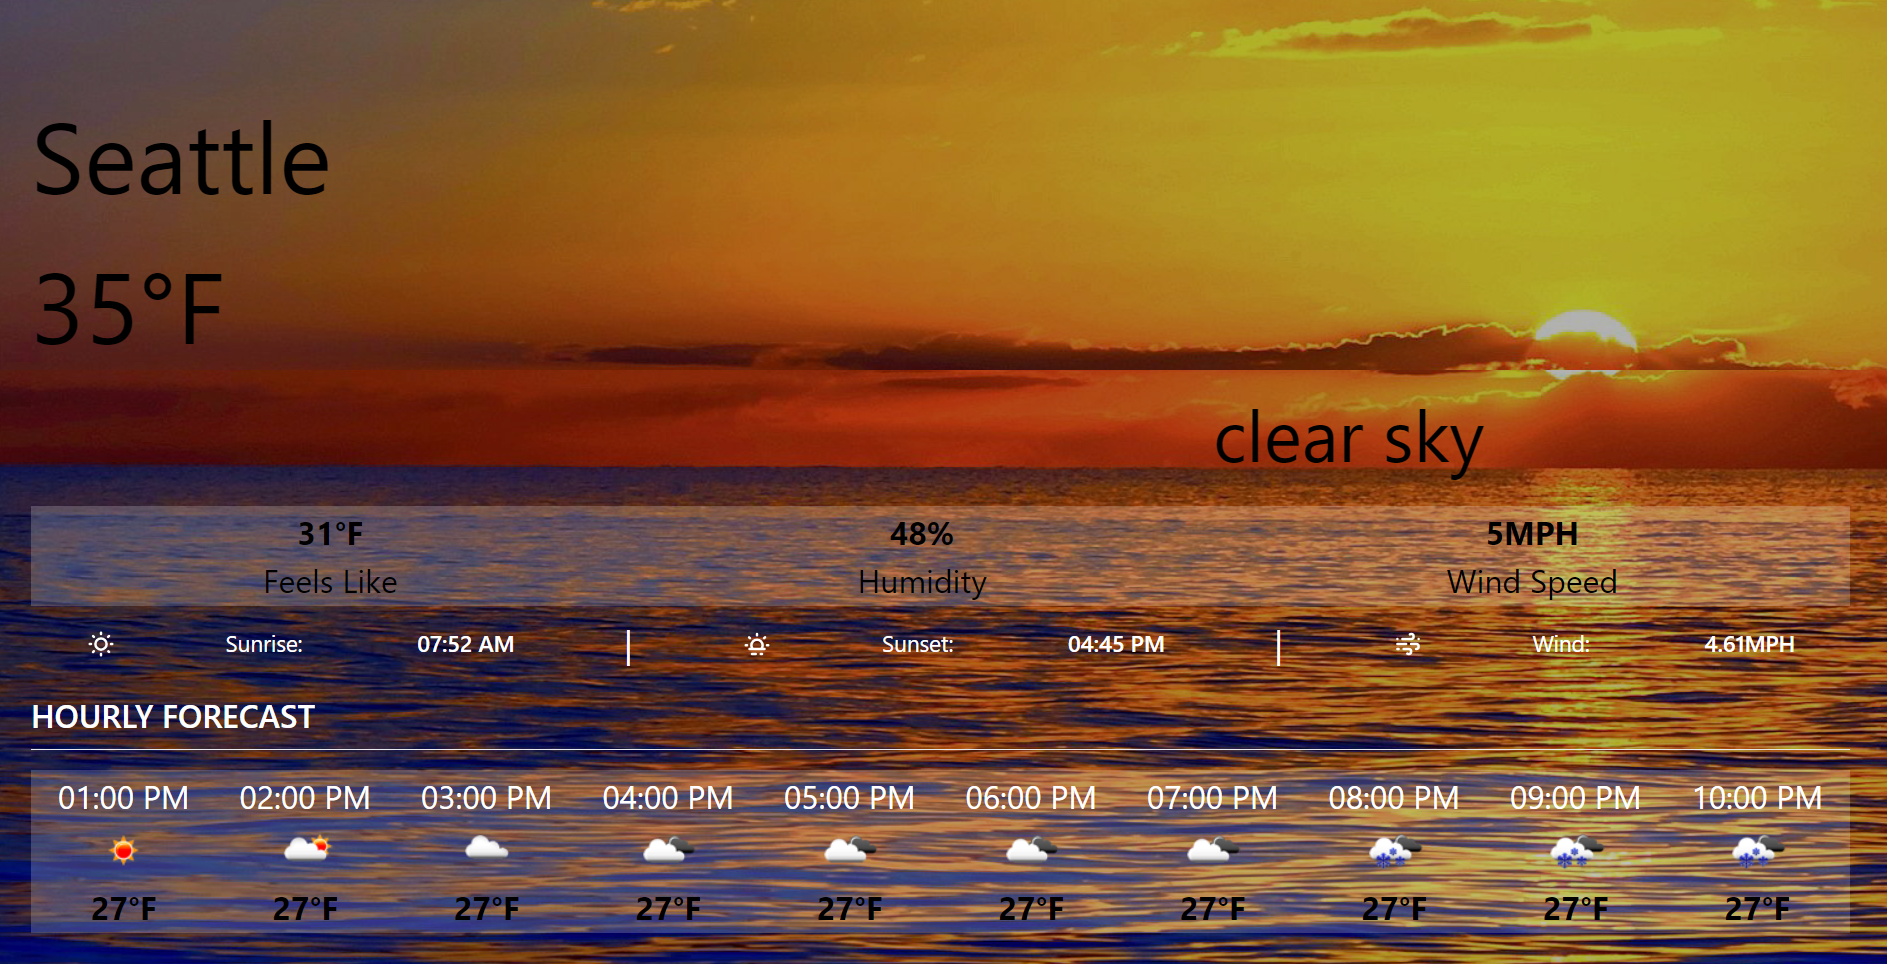 Seattle
35°F
clear sky
31°F 48% 5MPH
Feels Like Humidity Wind Speed
Sunrise: 07:52 AM Sunset: 04:45 PM Wind: 4.61MPH
HOURLY FORECAST
01:00 PM 02:00 PM 03:00 PM 04:00 PM 05:00 PM 06:00 PM 07:00 PM 08:00 PM 09:00 PM 10:00 PM
27°F 27°F 27°F 27°F 27°F 27°F 27°F 27°F 27°F 27°F